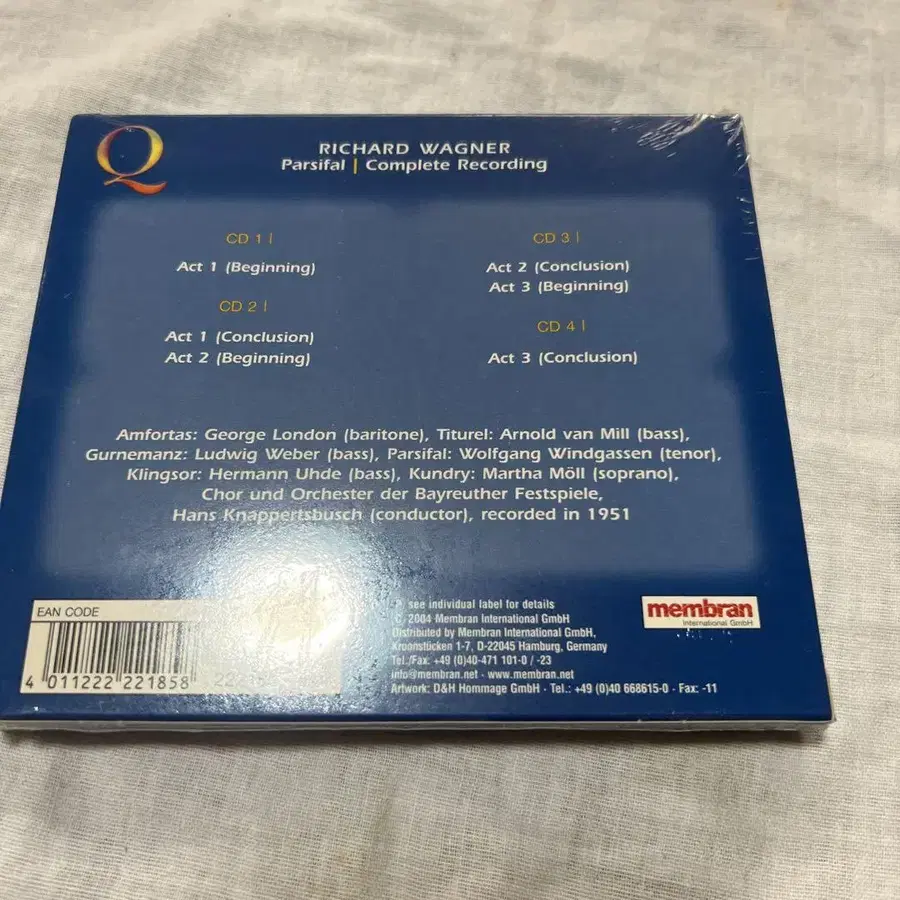 Q
RICHARD WAGNER
Parsifal | Complete Recording
CD 1 |
Act 1 (Beginning)
CD 2 |
Act 1 (Conclusion)
Act 2 (Beginning)
CD 3 |
Act 2 (Conclusion)
Act 3 (Beginning)
CD 4 |
Act 3 (Conclusion)
Amfortas: George London (baritone), Titurel: Arnold van Mill (bass),
Gurnemanz: Ludwig Weber (bass), Parsifal: Wolfgang Windgassen (tenor),
Klingsor: Hermann Uhde (bass), Kundry: Martha Möll (soprano),
Chor und Orchester der Bayreuther Festspiele,
Hans Knappertsbusch (conductor), recorded in 1951
EAN CODE
4 011222 221858
see individual label for details
2004 Membran International GmbH
Distributed by Membran International GmbH,
Kroonstücken 1-7, D-22045 Hamburg, Germany
Tel./Fax: +49 (0)40-471 101-0 / -23
info@membran.net · www.membran.net
Artwork: D&H Hommage GmbH · Tel.: +49 (0)40 668615-0 · Fax: -11
membran
International GmbH